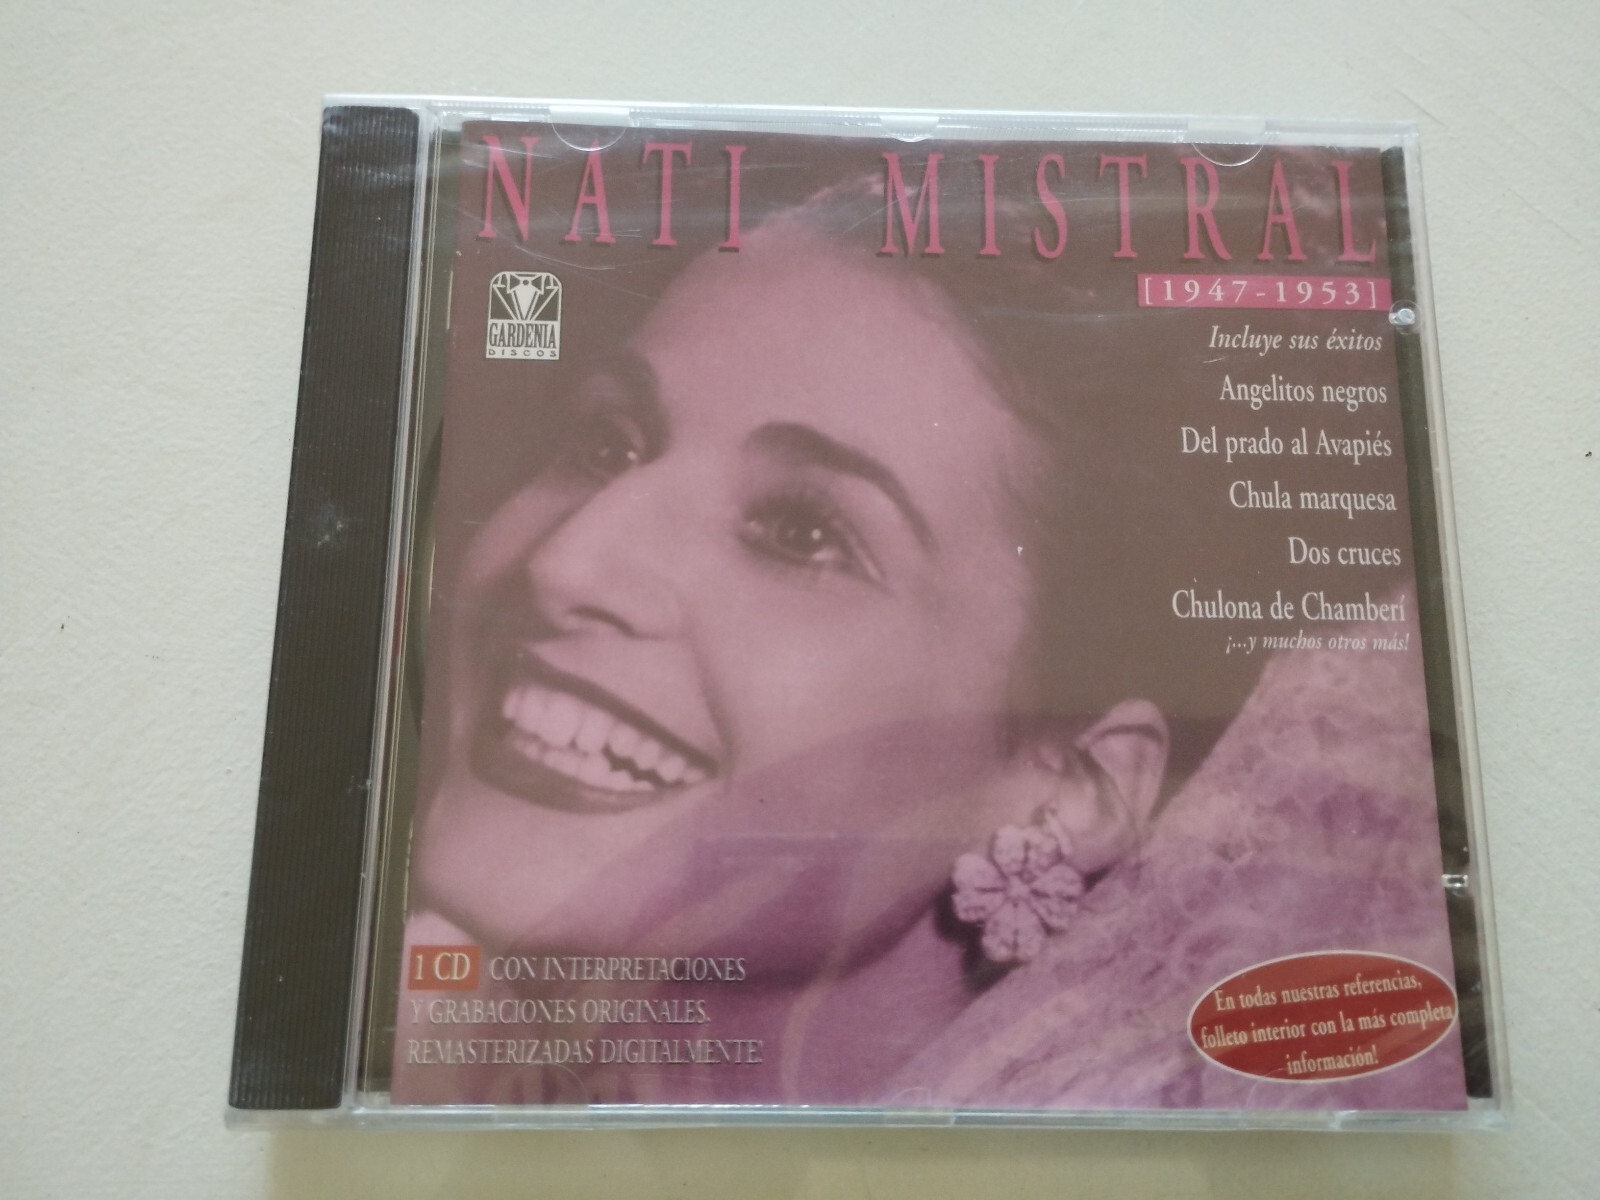 NATI MISTRAL
[1947-1953]
GARDENIA
DISCOS
Incluye sus éxitos
Angelitos negros
Del prado al Avapiés
Chula marquesa
Dos cruces
Chulona de Chamberí
¡...y muchos otros más!
1 CD CON INTERPRETACIONES
Y GRABACIONES ORIGINALES.
REMASTERIZADAS DIGITALMENTE!
En todas nuestras referencias,
folleto interior con la más completa
información!